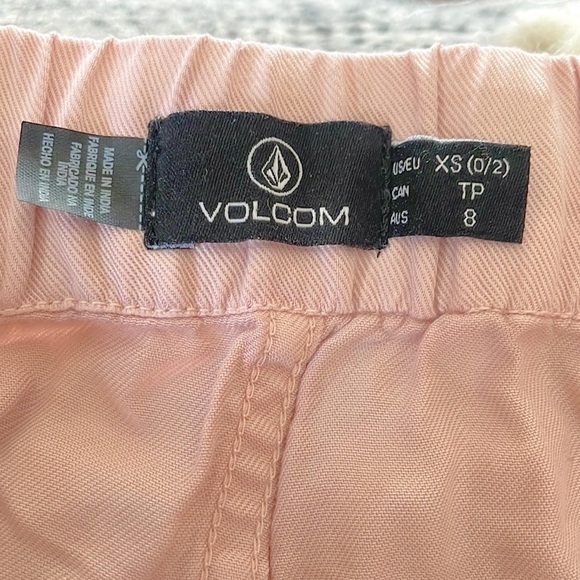 MADE IN INDIA
FABRIQUE EN INDE
FABRICADO NA
INDIA
HECHO EN INDIA
VOLCOM
US/EU XS (0/2)
CAN TP
AUS 8